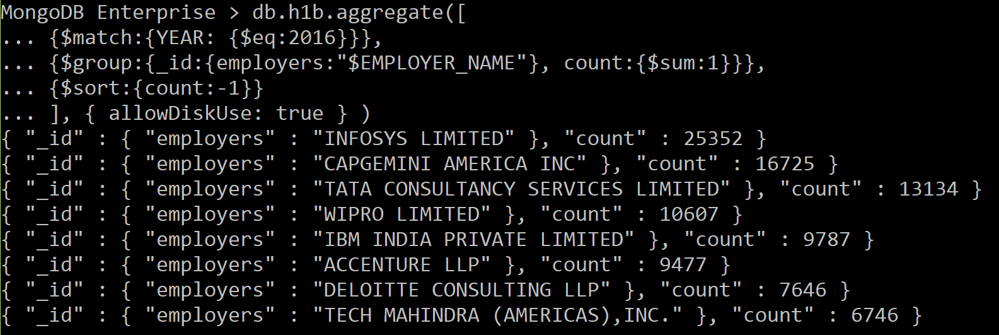 MongoDB Enterprise > db.h1b.aggregate([
... {$match:{YEAR: {$eq:2016}}},
... {$group:{_id:{employers:"$EMPLOYER_NAME"}, count:{$sum:1}}},
... {$sort:{count:-1}}
... ], { allowDiskUse: true } )
{ "_id" : { "employers" : "INFOSYS LIMITED" }, "count" : 25352 }
{ "_id" : { "employers" : "CAPGEMINI AMERICA INC" }, "count" : 16725 }
{ "_id" : { "employers" : "TATA CONSULTANCY SERVICES LIMITED" }, "count" : 13134 }
{ "_id" : { "employers" : "WIPRO LIMITED" }, "count" : 10607 }
{ "_id" : { "employers" : "IBM INDIA PRIVATE LIMITED" }, "count" : 9787 }
{ "_id" : { "employers" : "ACCENTURE LLP" }, "count" : 9477 }
{ "_id" : { "employers" : "DELOITTE CONSULTING LLP" }, "count" : 7646 }
{ "_id" : { "employers" : "TECH MAHINDRA (AMERICAS),INC." }, "count" : 6746 }